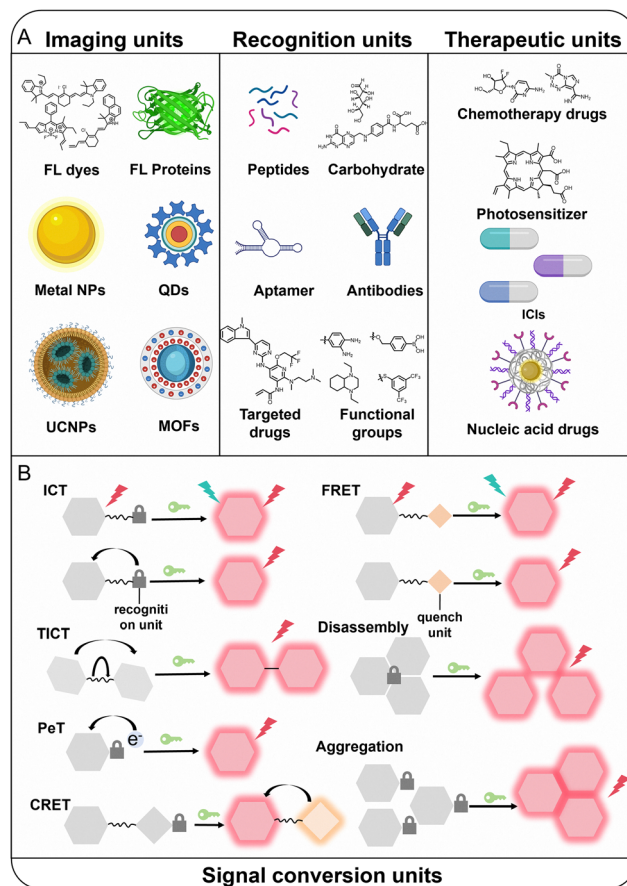 A
Imaging units
Recognition units
Therapeutic units
FL dyes
FL Proteins
Peptides
Carbohydrate
Chemotherapy drugs
Photosensitizer
Metal NPs
QDs
Aptamer
Antibodies
ICIs
UCNPs
MOFs
Targeted
drugs
Functional
groups
Nucleic acid drugs
B
ICT
FRET
recogniti
on unit
quench
unit
TICT
Disassembly
PeT
e-
Aggregation
CRET
Signal conversion units